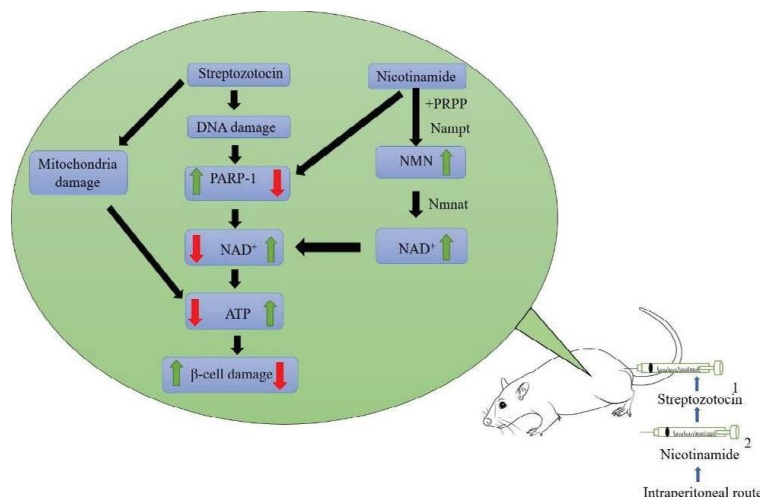 Streptozotocin
Nicotinamide
+PRPP
Nampt
DNA damage
Mitochondria
damage
PARP-1
NMN
Nmnat
NAD⁺
NAD⁺
ATP
β-cell damage
1
Streptozotocin
2
Nicotinamide
Intraperitoneal route